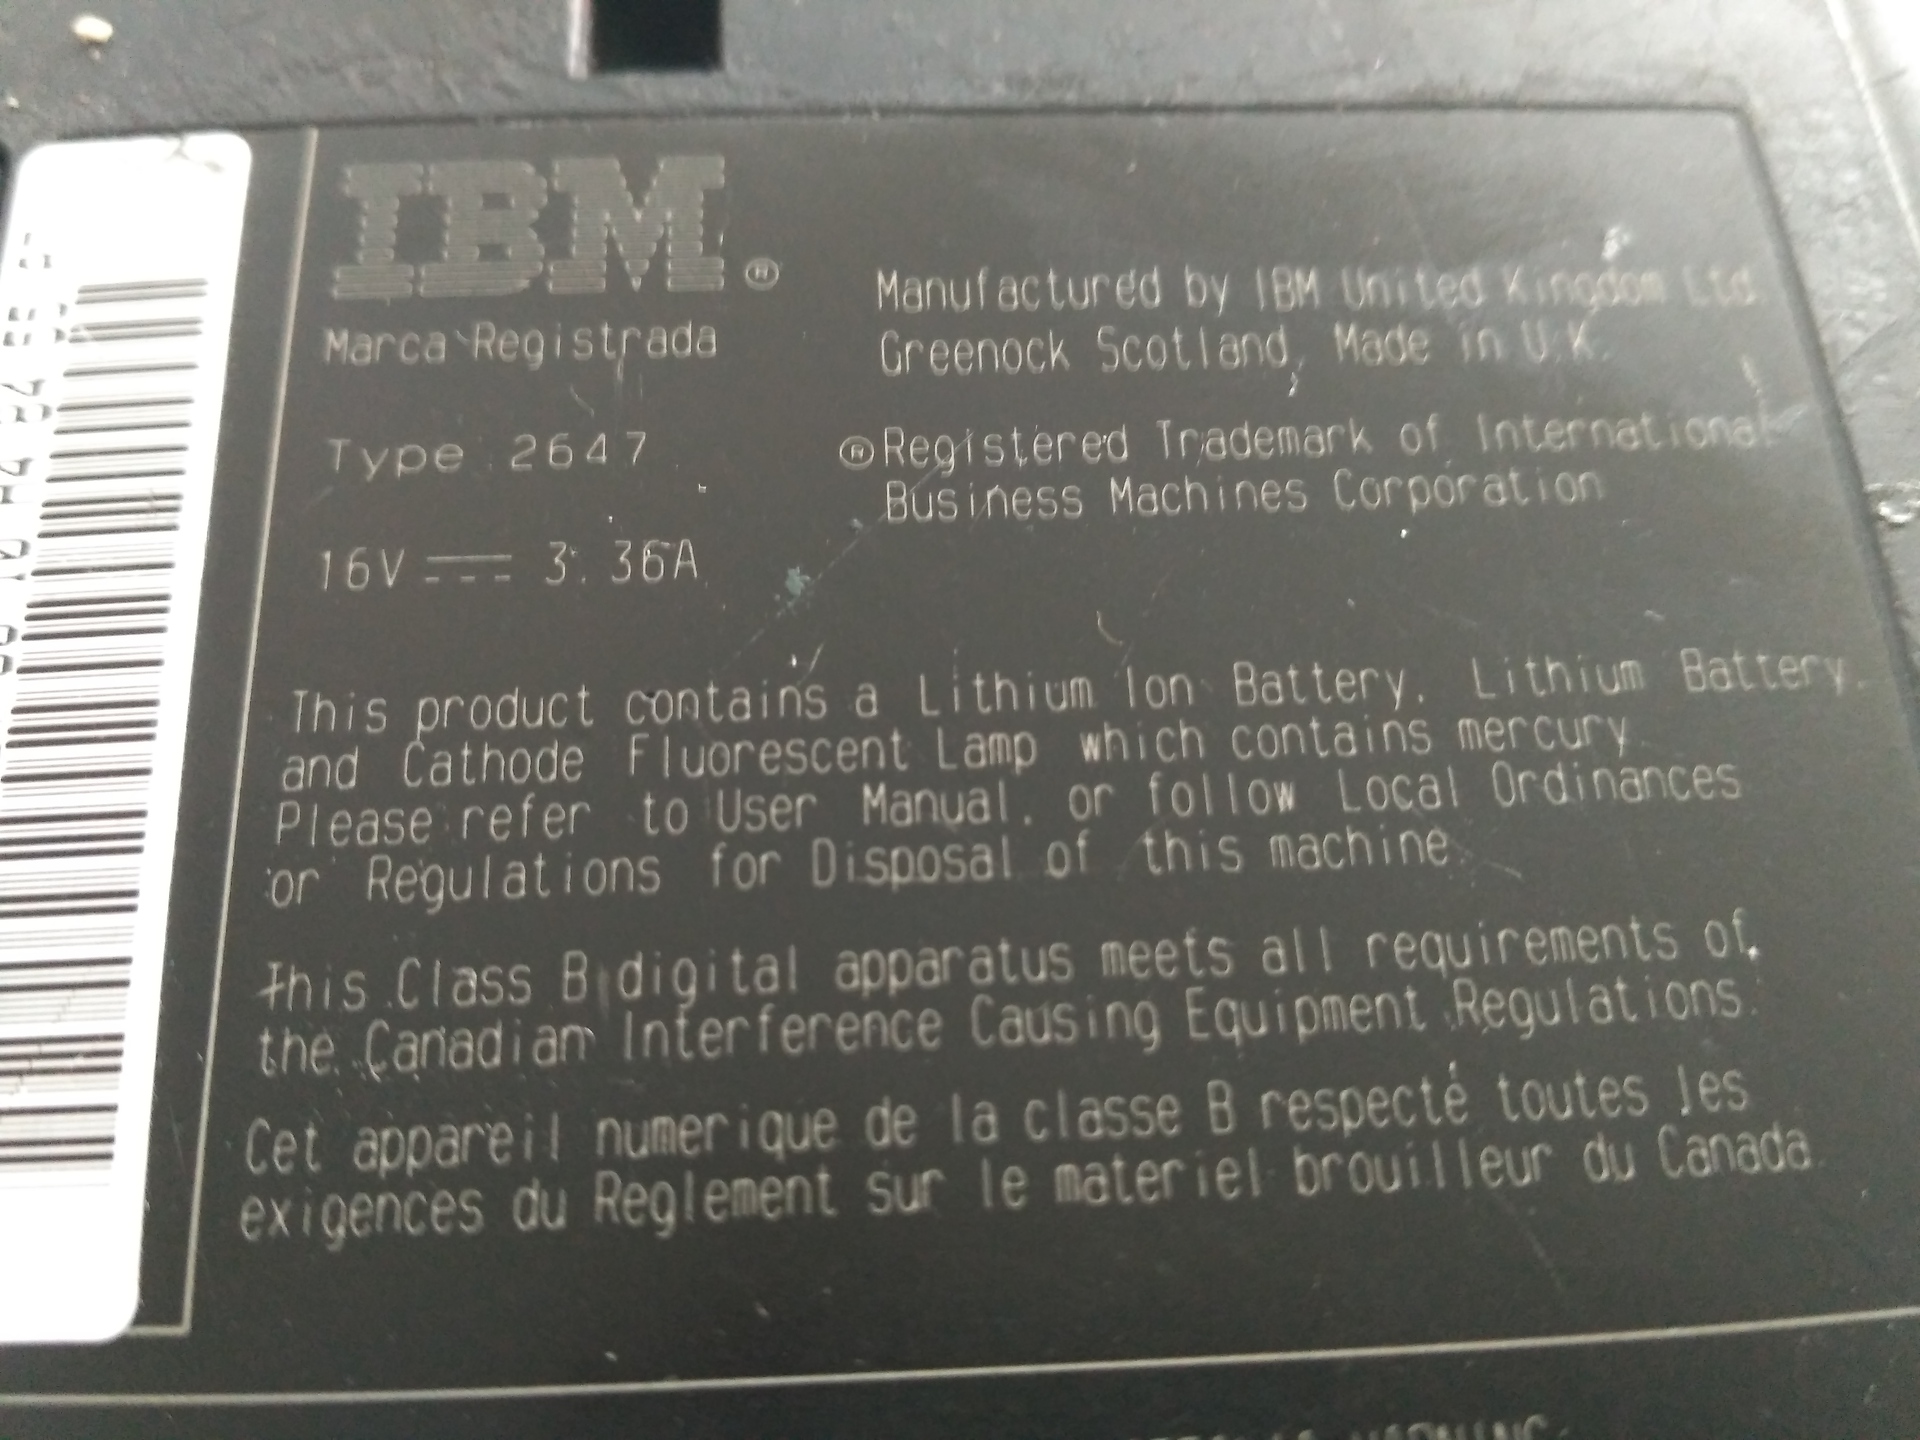 IBM®
Marca Registrada
Type 2647
16V 3.36A
Manufactured by IBM United Kingdom Ltd
Greenock Scotland, Made in U.K.
®Registered Trademark of International
Business Machines Corporation
This product contains a Lithium Ion Battery, Lithium Battery,
and Cathode Fluorescent Lamp which contains mercury
Please refer to User Manual, or follow Local Ordinances
or Regulations for Disposal of this machine.
This Class B digital apparatus meets all requirements of
the Canadian Interference Causing Equipment Regulations.
Cet appareil numerique de la classe B respecté toutes les
exigences du Reglement sur le materiel brouilleur du Canada